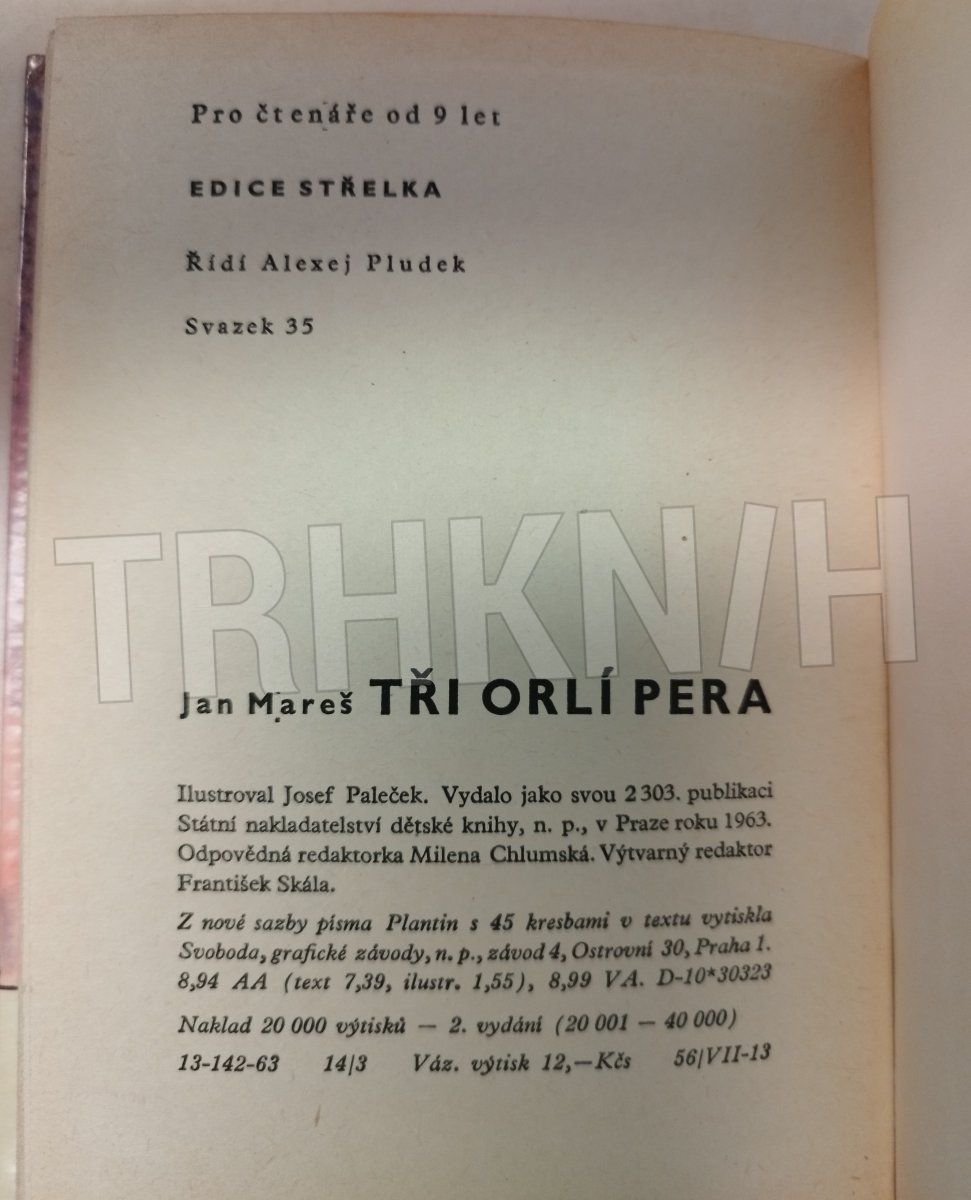 Pro čtenáře od 9 let
EDICE STŘELKA
Řídí Alexej Pludek
Svazek 35
TRHKNIH
Jan Mareš TŘI ORLÍ PERA
Ilustroval Josef Paleček. Vydalo jako svou 2 303. publikaci
Státní nakladatelství dětské knihy, n. p., v Praze roku 1963.
Odpovědná redaktorka Milena Chlumská. Výtvarný redaktor
František Skála.
Z nové sazby písma Plantin s 45 kresbami v textu vytiskla
Svoboda, grafické závody, n. p., závod 4, Ostrovní 30, Praha 1.
8,94 AA (text 7,39, ilustr. 1,55), 8,99 VA. D-10*30323
Náklad 20 000 výtisků — 2. vydání (20 001 — 40 000)
13-142-63 14/3 Váz. výtisk 12,—Kčs 56/VII-13